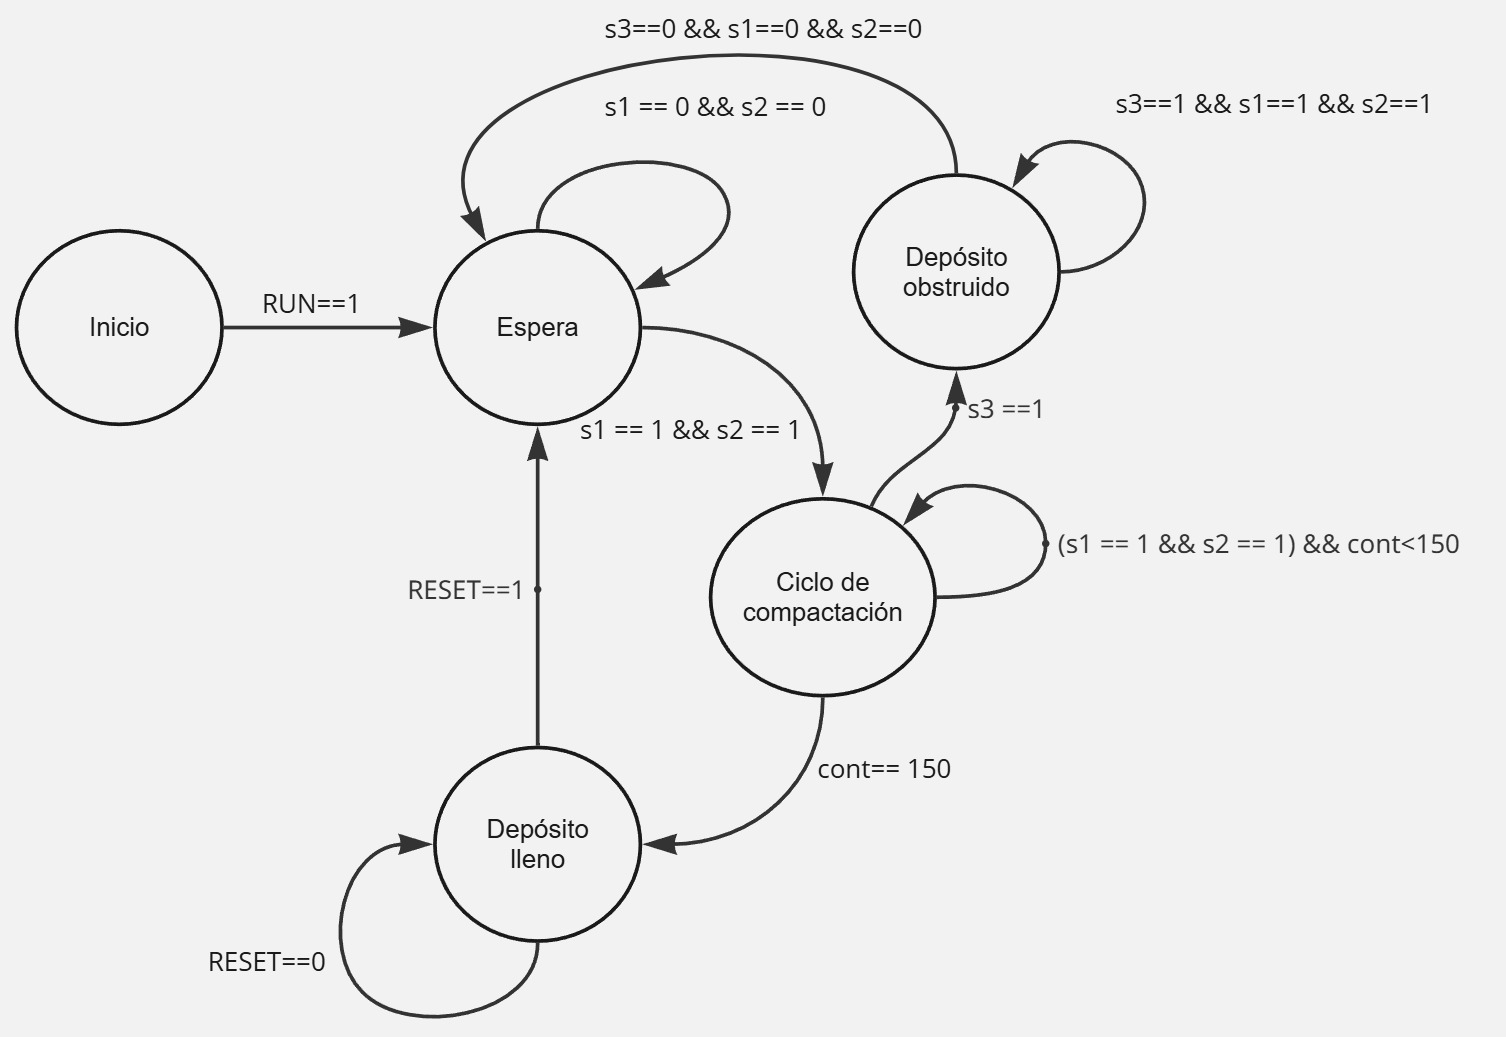 s3==0 && s1==0 && s2==0
s1 == 0 && s2 == 0
s3==1 && s1==1 && s2==1
Depósito
obstruido
RUN==1
Inicio
Espera
s3 ==1
s1 == 1 && s2 == 1
(s1 == 1 && s2 == 1) && cont<150
Ciclo de
compactación
RESET==1
cont== 150
Depósito
lleno
RESET==0